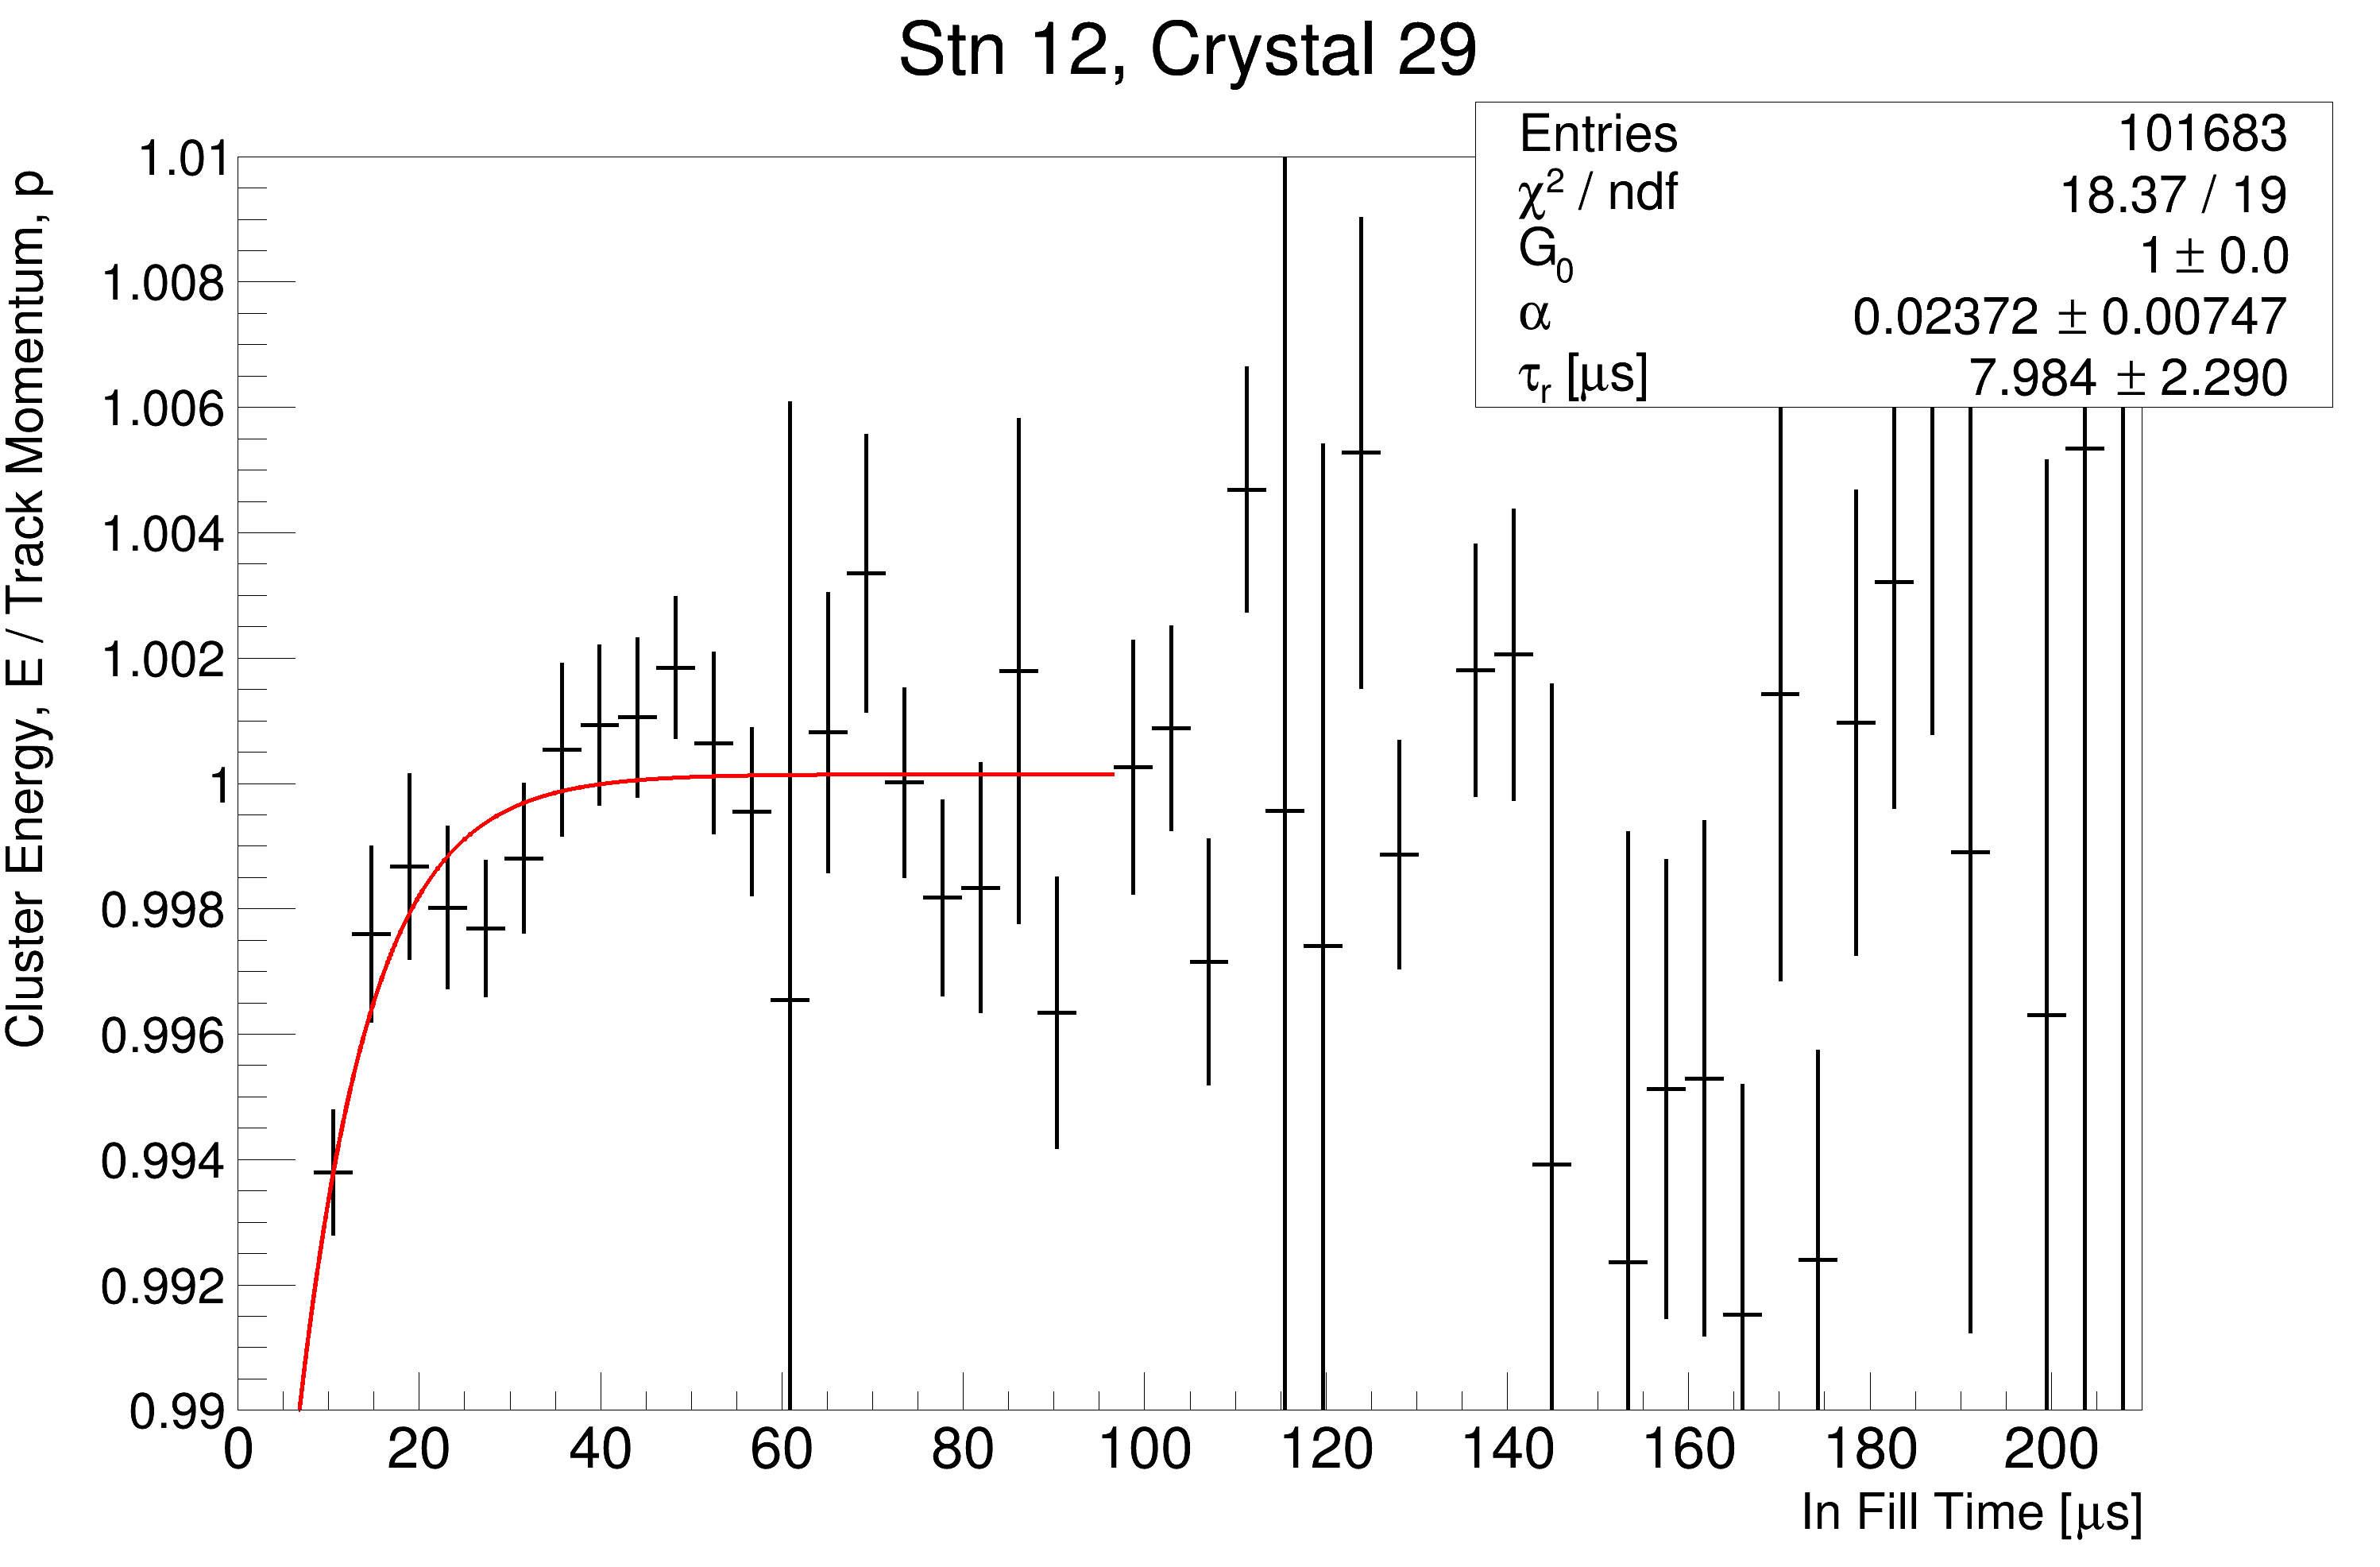 Stn 12, Crystal 29
Entries 101683
χ2 / ndf 18.37 / 19
G0 1 ± 0.0
α 0.02372 ± 0.00747
τr [μs] 7.984 ± 2.290
Cluster Energy, E / Track Momentum, p
1.01
1.008
1.006
1.004
1.002
1
0.998
0.996
0.994
0.992
0.99
0 20 40 60 80 100 120 140 160 180 200
In Fill Time [μs]